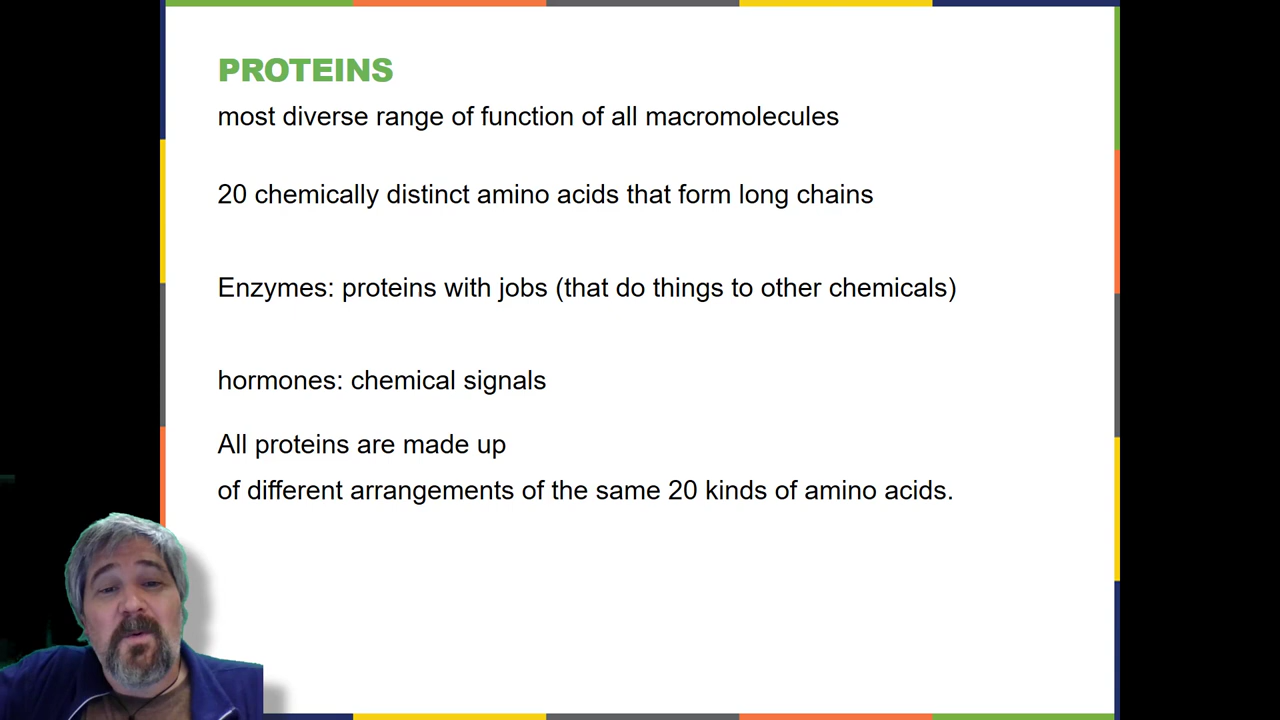 PROTEINS
most diverse range of function of all macromolecules
20 chemically distinct amino acids that form long chains
Enzymes: proteins with jobs (that do things to other chemicals)
hormones: chemical signals
All proteins are made up
of different arrangements of the same 20 kinds of amino acids.